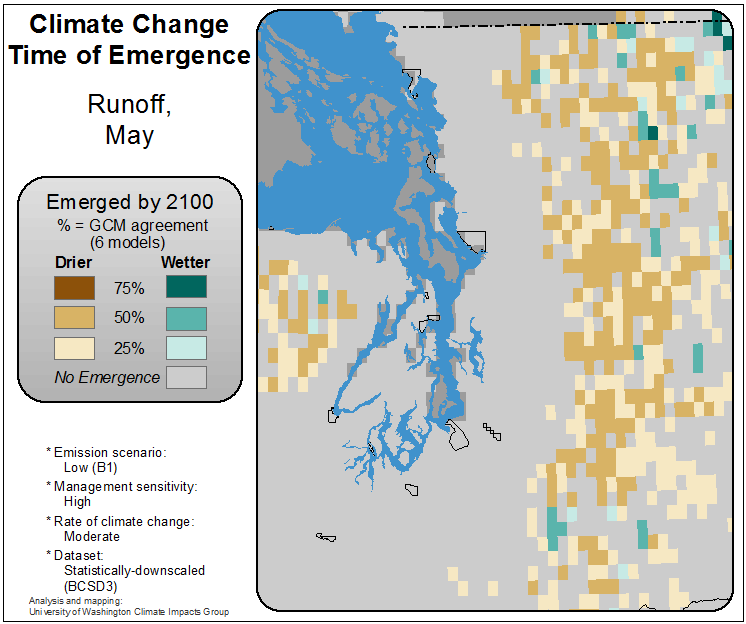 Climate Change
Time of Emergence
Runoff,
May
Emerged by 2100
% = GCM agreement
(6 models)
Drier Wetter
75%
50%
25%
No Emergence
* Emission scenario:
Low (B1)
* Management sensitivity:
High
* Rate of climate change:
Moderate
* Dataset:
Statistically-downscaled
(BCSD3)
Analysis and mapping:
University of Washington Climate Impacts Group